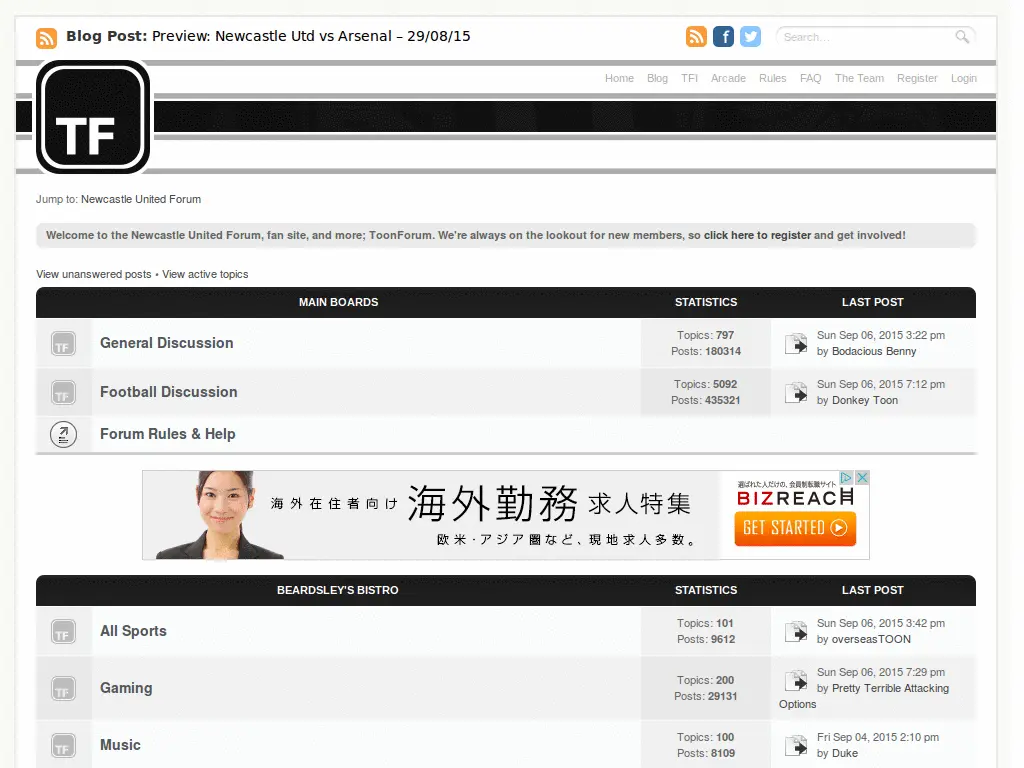 Blog Post: Preview: Newcastle Utd vs Arsenal – 29/08/15
Search...
Home Blog TFI Arcade Rules FAQ The Team Register Login
TF
Jump to: Newcastle United Forum
Welcome to the Newcastle United Forum, fan site, and more; ToonForum. We're always on the lookout for new members, so click here to register and get involved!
View unanswered posts • View active topics
MAIN BOARDS STATISTICS LAST POST
General Discussion
Topics: 797
Posts: 180314
Sun Sep 06, 2015 3:22 pm
by Bodacious Benny
Football Discussion
Topics: 5092
Posts: 435321
Sun Sep 06, 2015 7:12 pm
by Donkey Toon
Forum Rules & Help
海外在住者向け 海外勤務 求人特集
欧米・アジア圏など、現地求人多数。
選ばれた人だけの、会員制転職サイト
BIZREACH
GET STARTED
BEARDSLEY'S BISTRO STATISTICS LAST POST
All Sports
Topics: 101
Posts: 9612
Sun Sep 06, 2015 3:42 pm
by overseasTOON
Gaming
Topics: 200
Posts: 29131
Sun Sep 06, 2015 7:29 pm
by Pretty Terrible Attacking
Options
Music
Topics: 100
Posts: 8109
Fri Sep 04, 2015 2:10 pm
by Duke